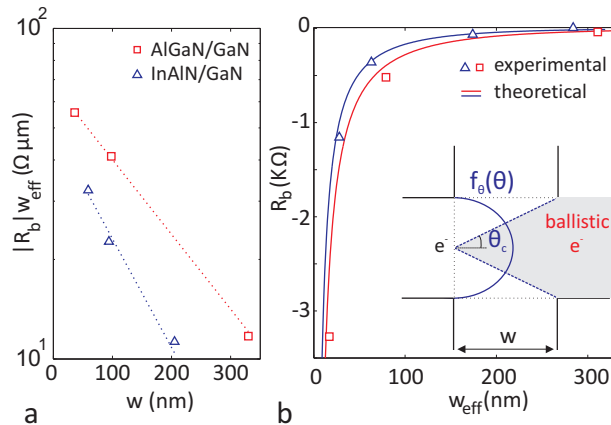 |R_b| w_eff (Ω μm)
10²
10¹
AlGaN/GaN
InAlN/GaN
0
100
200
300
w (nm)
a
R_b (KΩ)
0
-1
-2
-3
experimental
theoretical
f_θ(θ)
ballistic
e⁻
θ_c
e⁻
w
0
100
200
300
w_eff(nm)
b